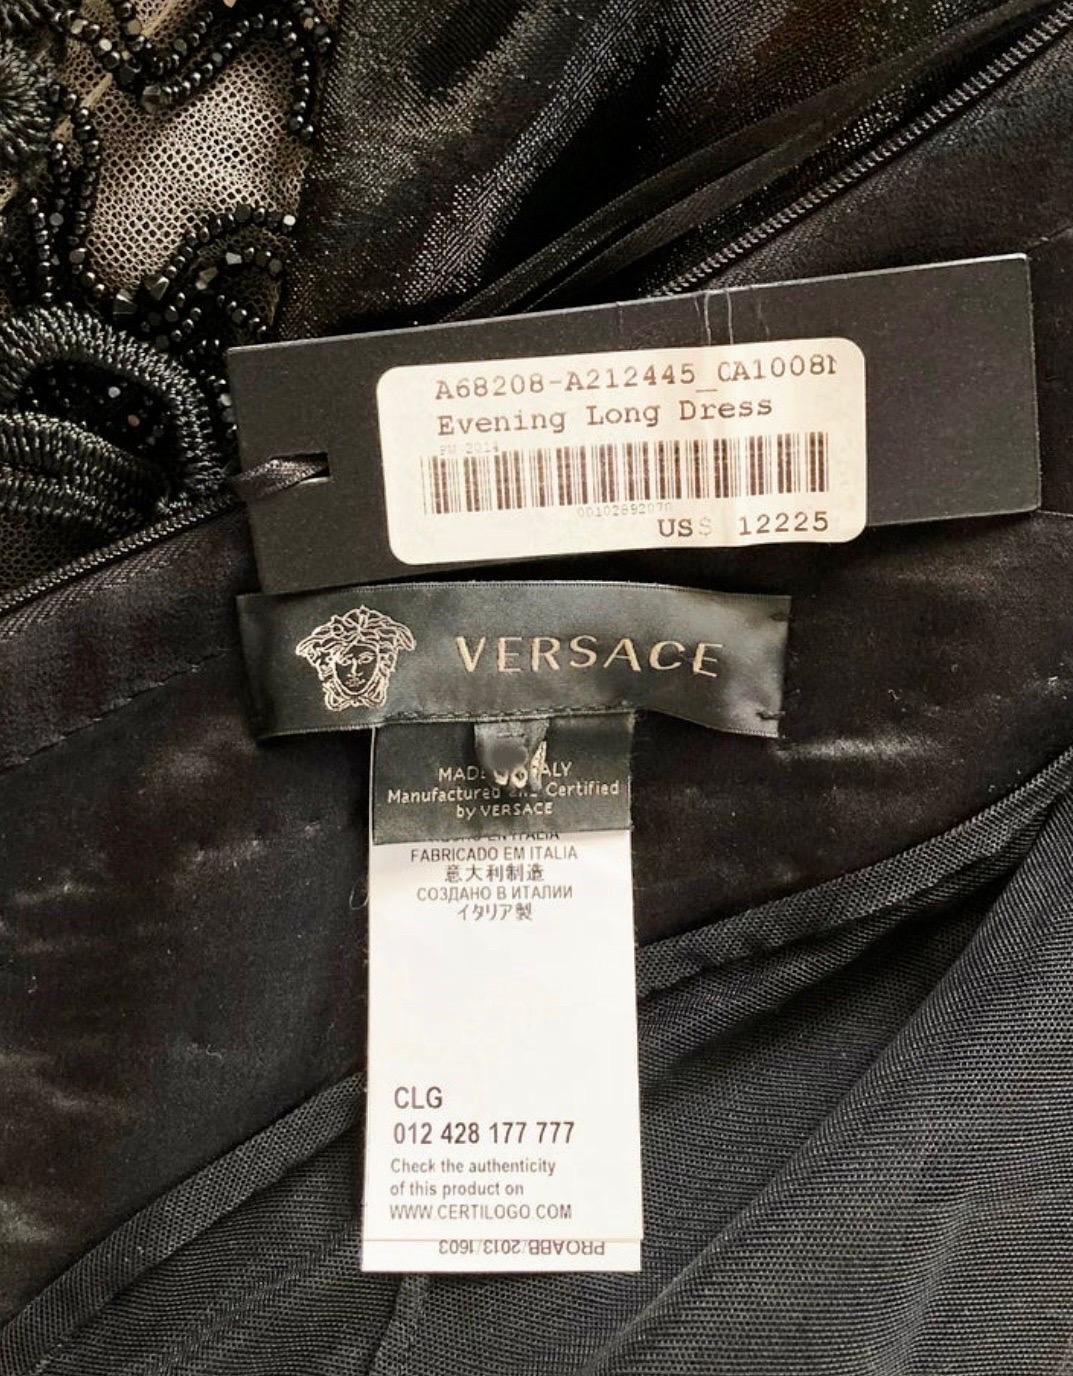 A68208-A212445_CA1008
Evening Long Dress
2014
00102892070
US$ 12225
VERSACE
Manufactured Certified
by VERSACE
FABRICADO EM ITALIA
意大利制造
СОЗДАНО В ИТАЛИИ
イタリア製
CLG
012 428 177 777
Check the authenticity
of this product on
WWW.CERTILOGO.COM
PROABB/2013/1603